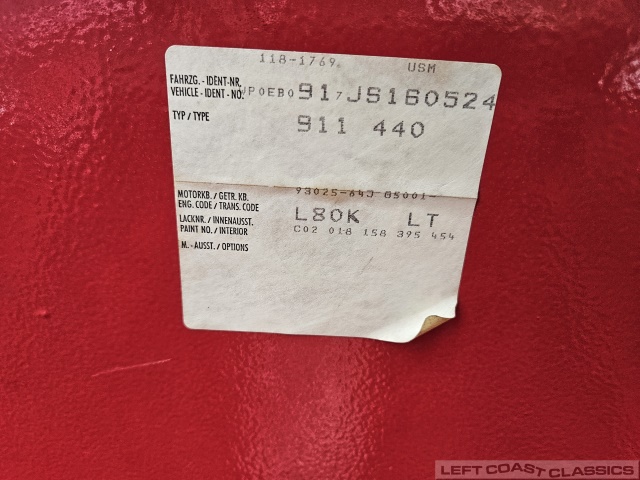 118-1769 USM
FAHRZG.-IDENT-NR.
VEHICLE-IDENT-NO. WP0EB0917JS160524
TYP/TYPE 911 440
MOTORKB./GETR.KB. 93025-64J 85001-
ENG. CODE/TRANS. CODE
LACKNR./INNENAUSST. L80K LT
PAINT NO./INTERIOR C02 018 158 395 454
M.-AUSST./OPTIONS
LEFT COAST CLASSICS